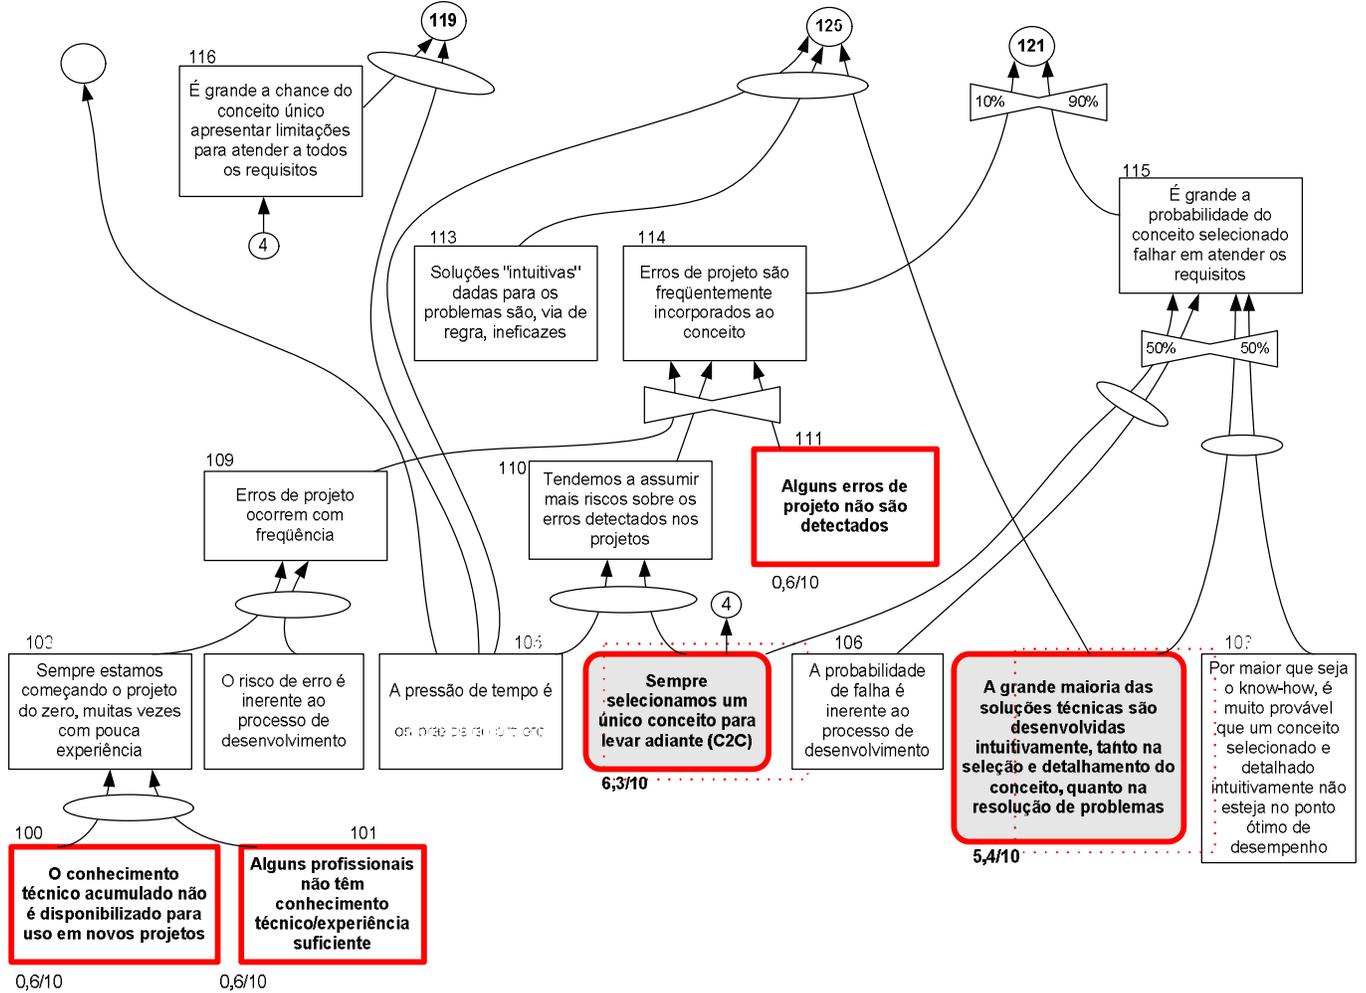 119
125
121
116
É grande a chance do
conceito único
apresentar limitações
para atender a todos
os requisitos
4
10%
90%
115
É grande a
probabilidade do
conceito selecionado
falhar em atender os
requisitos
113
Soluções "intuitivas"
dadas para os
problemas são, via de
regra, ineficazes
114
Erros de projeto são
freqüentemente
incorporados ao
conceito
50%
50%
109
Erros de projeto
ocorrem com
freqüência
110
Tendemos a assumir
mais riscos sobre os
erros detectados nos
projetos
111
Alguns erros de
projeto não são
detectados
0,6/10
4
Sempre estamos
começando o projeto
do zero, muitas vezes
com pouca
experiência
O risco de erro é
inerente ao
processo de
desenvolvimento
A pressão de tempo é
Sempre
selecionamos um
único conceito para
levar adiante (C2C)
6,3/10
106
A probabilidade
de falha é
inerente ao
processo de
desenvolvimento
A grande maioria das
soluções técnicas são
desenvolvidas
intuitivamente, tanto na
seleção e detalhamento do
conceito, quanto na
resolução de problemas
5,4/10
Por maior que seja
o know-how, é
muito provável
que um conceito
selecionado e
detalhado
intuitivamente não
esteja no ponto
ótimo de
desempenho
100
O conhecimento
técnico acumulado não
é disponibilizado para
uso em novos projetos
0,6/10
101
Alguns profissionais
não têm
conhecimento
técnico/experiência
suficiente
0,6/10